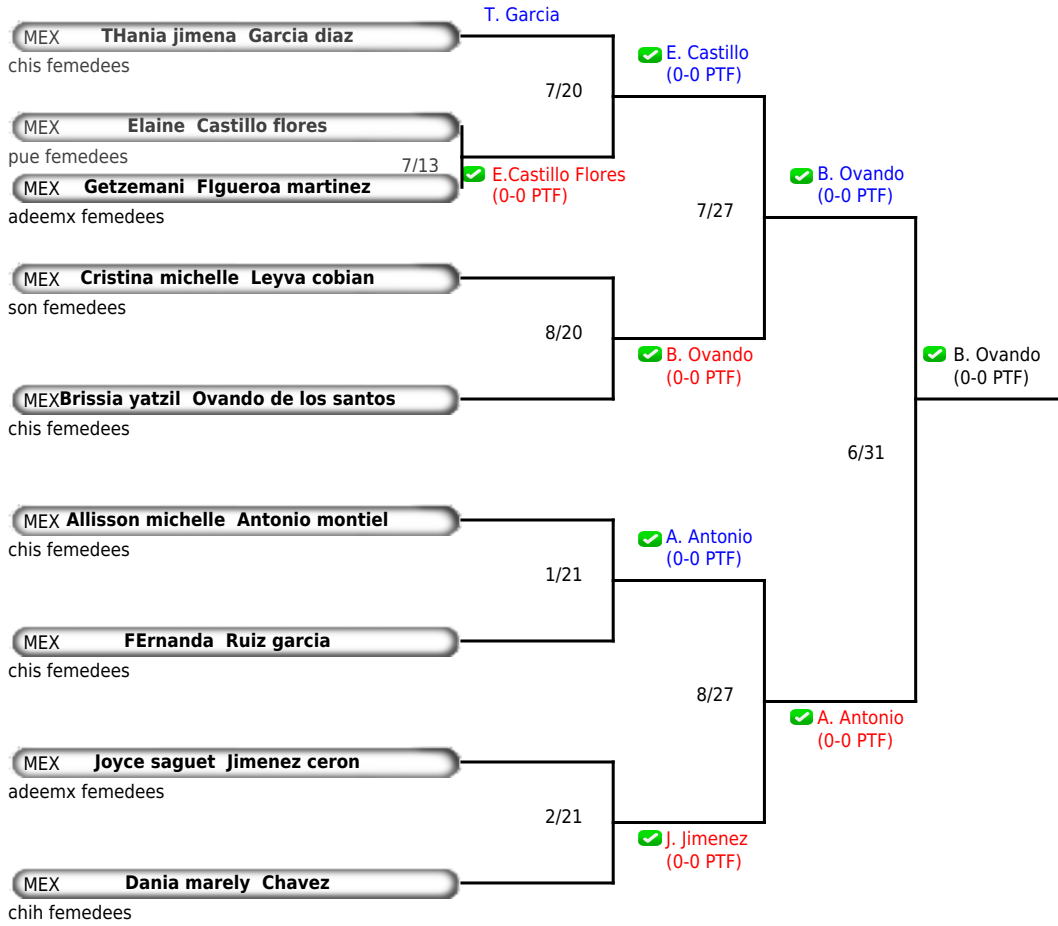 T. Garcia
MEX THania jimena Garcia diaz
chis femedees
E. Castillo
(0-0 PTF)
7/20
MEX Elaine Castillo flores
pue femedees
7/13
E.Castillo Flores
(0-0 PTF)
MEX Getzemani FIgueroa martinez
adeemx femedees
B. Ovando
(0-0 PTF)
7/27
MEX Cristina michelle Leyva cobian
son femedees
8/20
B. Ovando
(0-0 PTF)
B. Ovando
(0-0 PTF)
MEX Brissia yatzil Ovando de los santos
chis femedees
6/31
MEX Allisson michelle Antonio montiel
chis femedees
A. Antonio
(0-0 PTF)
1/21
MEX FErnanda Ruiz garcia
chis femedees
8/27
A. Antonio
(0-0 PTF)
MEX Joyce saguet Jimenez ceron
adeemx femedees
2/21
J. Jimenez
(0-0 PTF)
MEX Dania marely Chavez
chih femedees